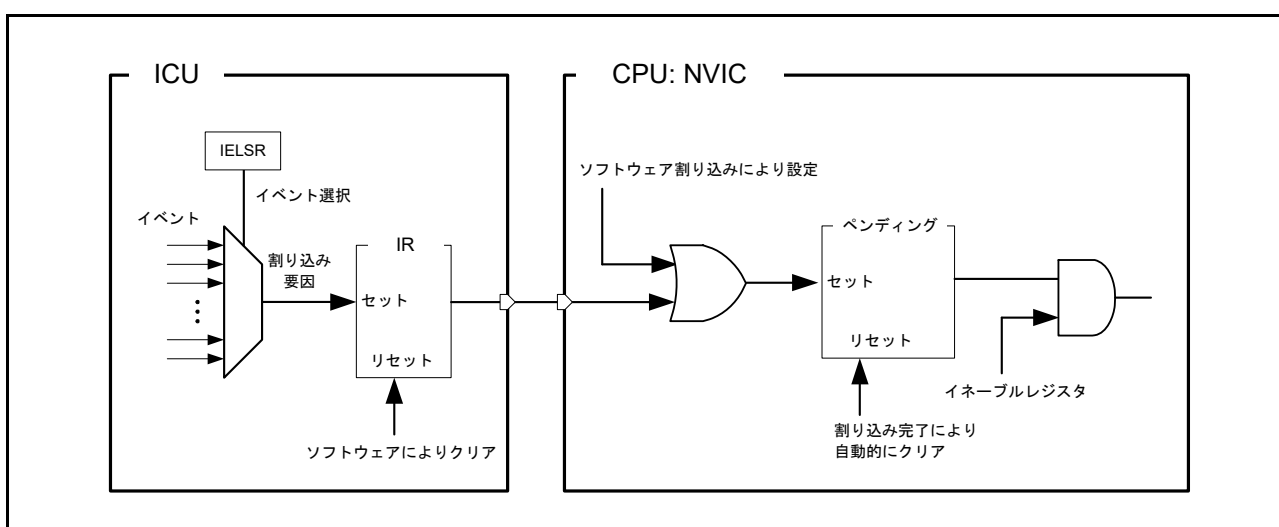 ICU
IELSR
イベント選択
イベント
割り込み
要因
IR
セット
リセット
ソフトウェアによりクリア
CPU: NVIC
ソフトウェア割り込みにより設定
ペンディング
セット
リセット
イネーブルレジスタ
割り込み完了により
自動的にクリア